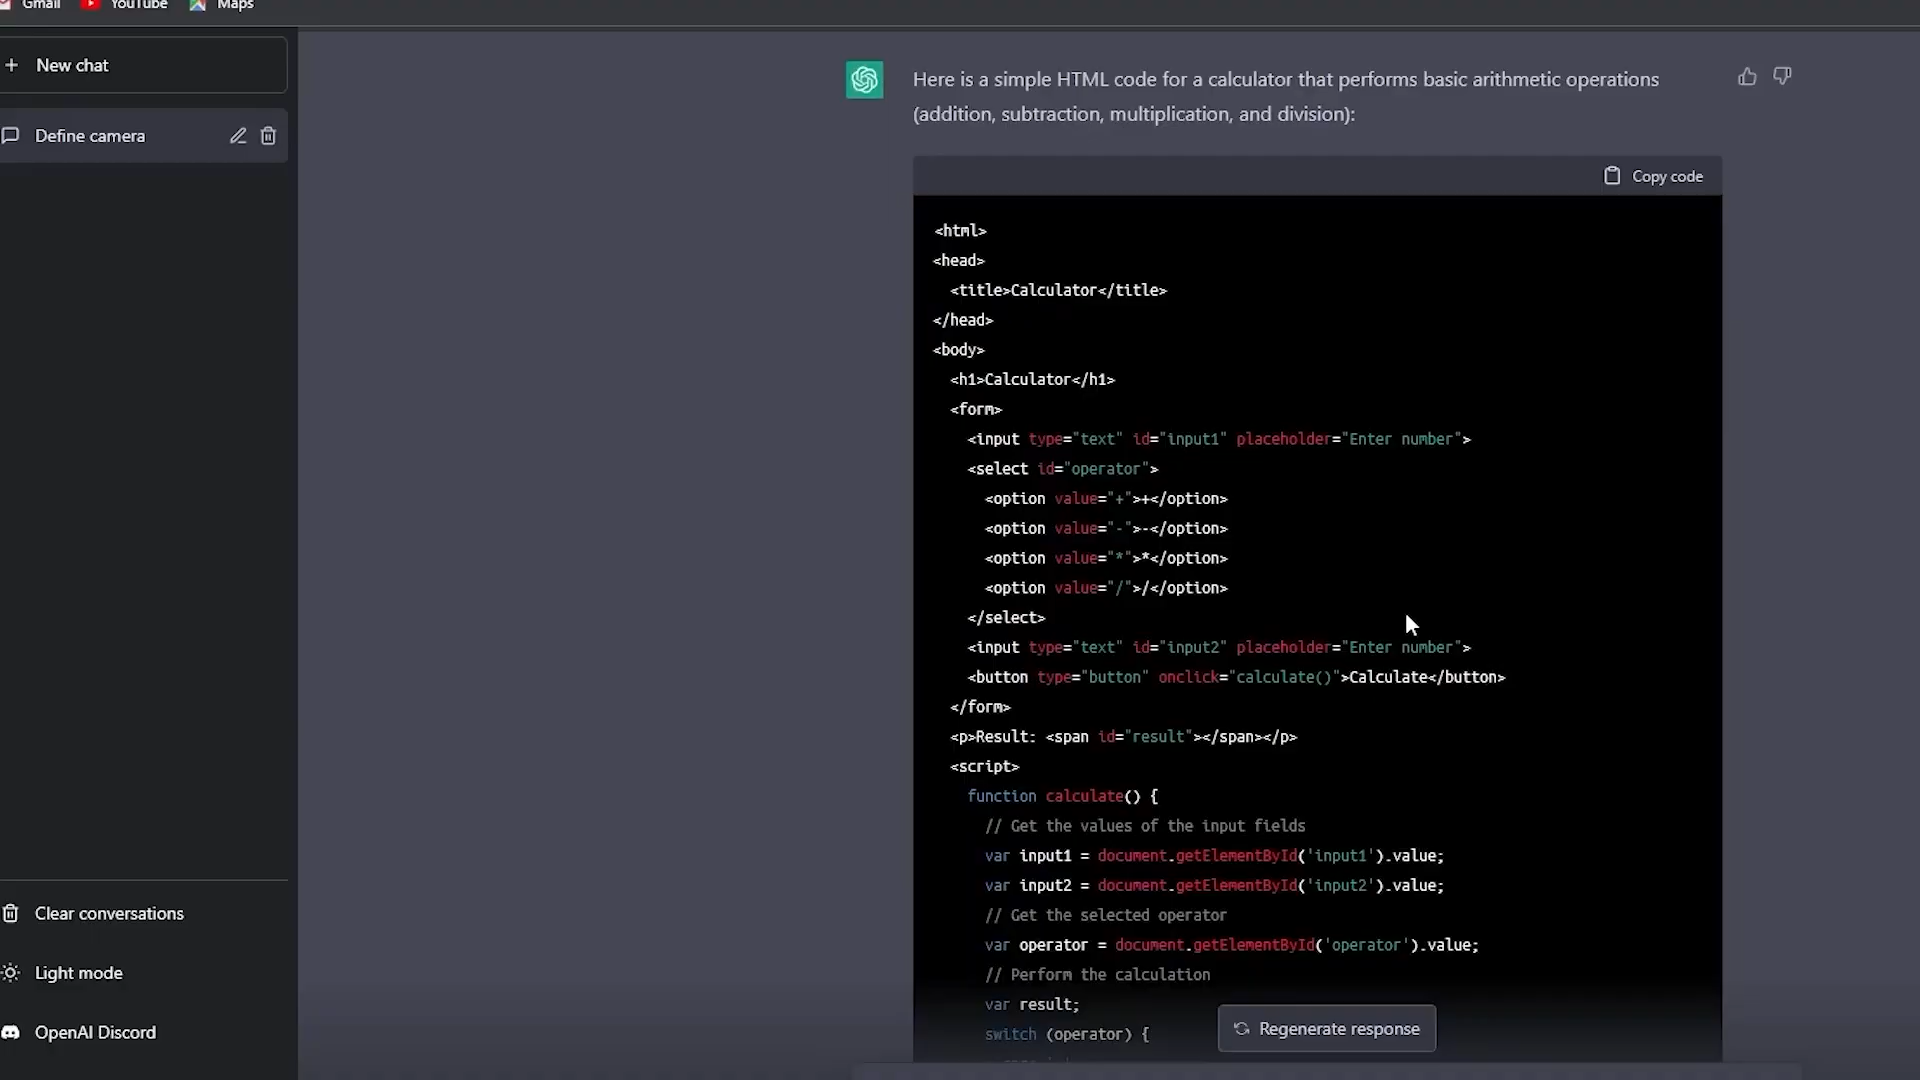 Gmail YouTube Maps
New chat
Define camera
Clear conversations
Light mode
OpenAI Discord
Here is a simple HTML code for a calculator that performs basic arithmetic operations
(addition, subtraction, multiplication, and division):
Copy code
<html>
<head>
<title>Calculator</title>
</head>
<body>
<h1>Calculator</h1>
<form>
<input type="text" id="input1" placeholder="Enter number">
<select id="operator">
<option value="+">+</option>
<option value="-">-</option>
<option value="*">*</option>
<option value="/">/</option>
</select>
<input type="text" id="input2" placeholder="Enter number">
<button type="button" onclick="calculate()">Calculate</button>
</form>
<p>Result: <span id="result"></span></p>
<script>
function calculate() {
// Get the values of the input fields
var input1 = document.getElementById('input1').value;
var input2 = document.getElementById('input2').value;
// Get the selected operator
var operator = document.getElementById('operator').value;
// Perform the calculation
var result;
switch (operator) {
Regenerate response